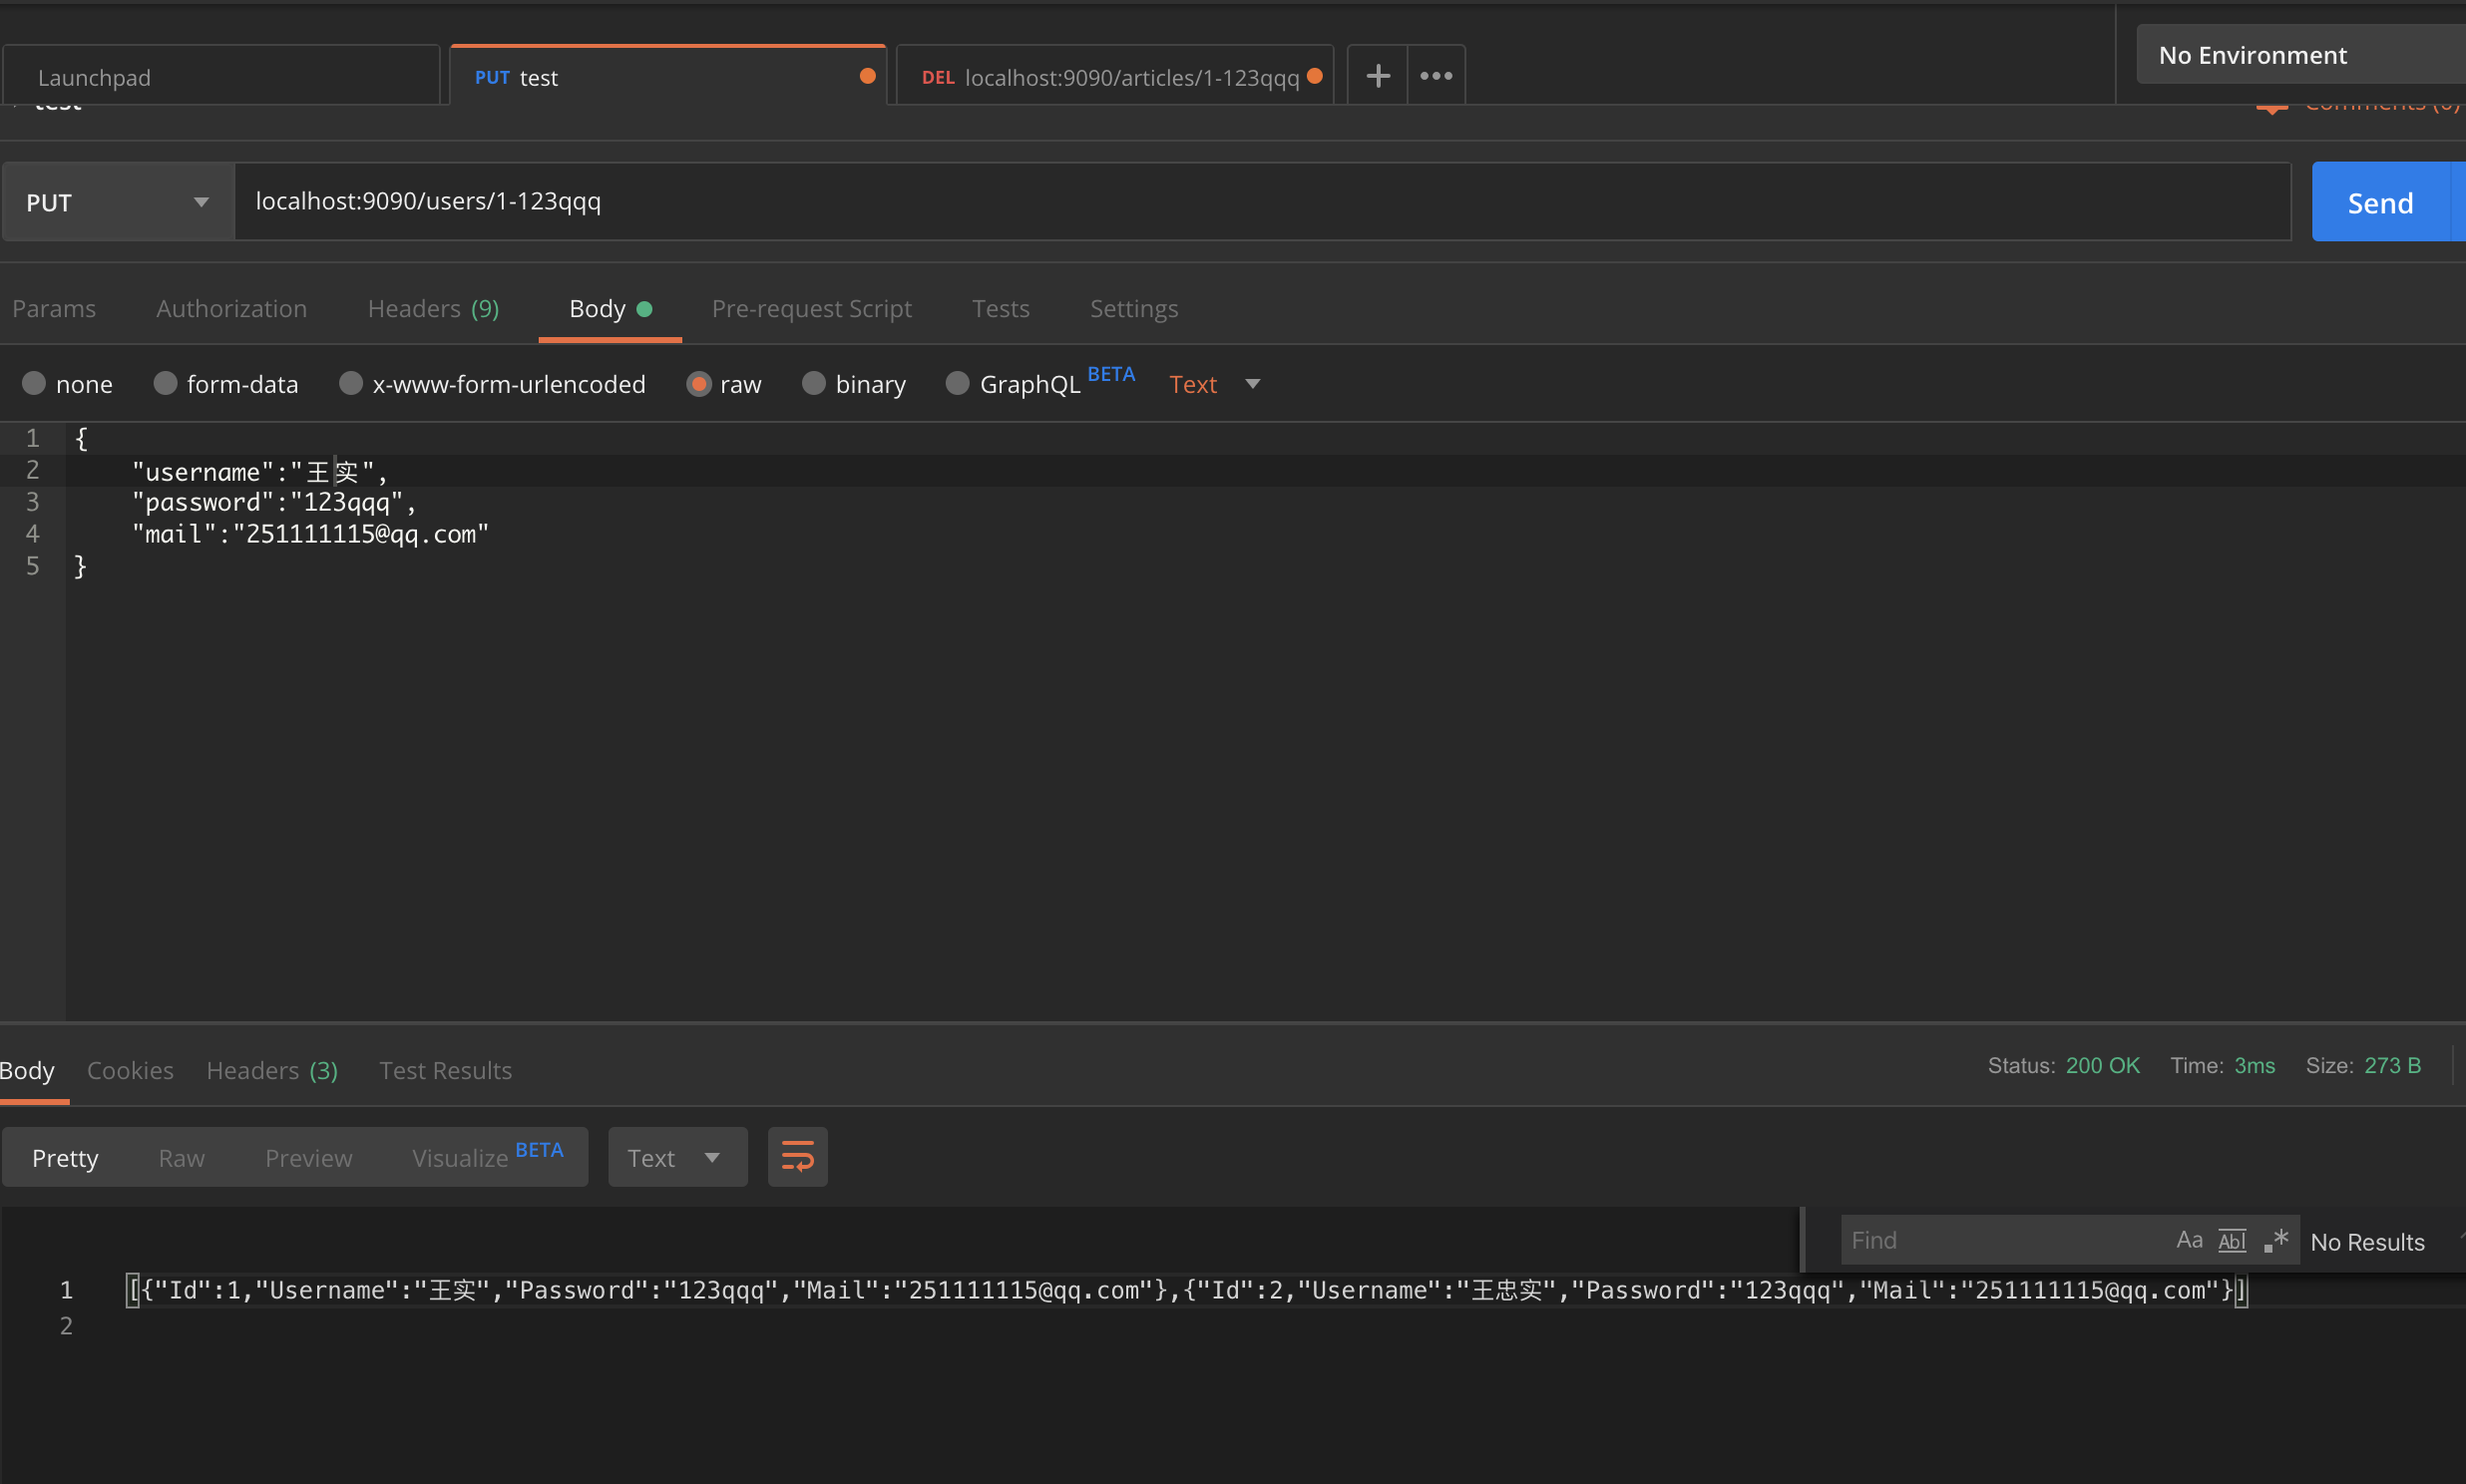 Launchpad
PUT test
DEL localhost:9090/articles/1-123qqq
No Environment
test
Comments (0)
PUT
localhost:9090/users/1-123qqq
Send
Params Authorization Headers (9) Body Pre-request Script Tests Settings
none form-data x-www-form-urlencoded raw binary GraphQL BETA Text
1 {
2 "username":"王实",
3 "password":"123qqq",
4 "mail":"251111115@qq.com"
5 }
Body Cookies Headers (3) Test Results Status: 200 OK Time: 3ms Size: 273 B
Pretty Raw Preview Visualize BETA Text
Find Aa Abl .* No Results
1 [{"Id":1,"Username":"王实","Password":"123qqq","Mail":"251111115@qq.com"},{"Id":2,"Username":"王忠实","Password":"123qqq","Mail":"251111115@qq.com"}]
2